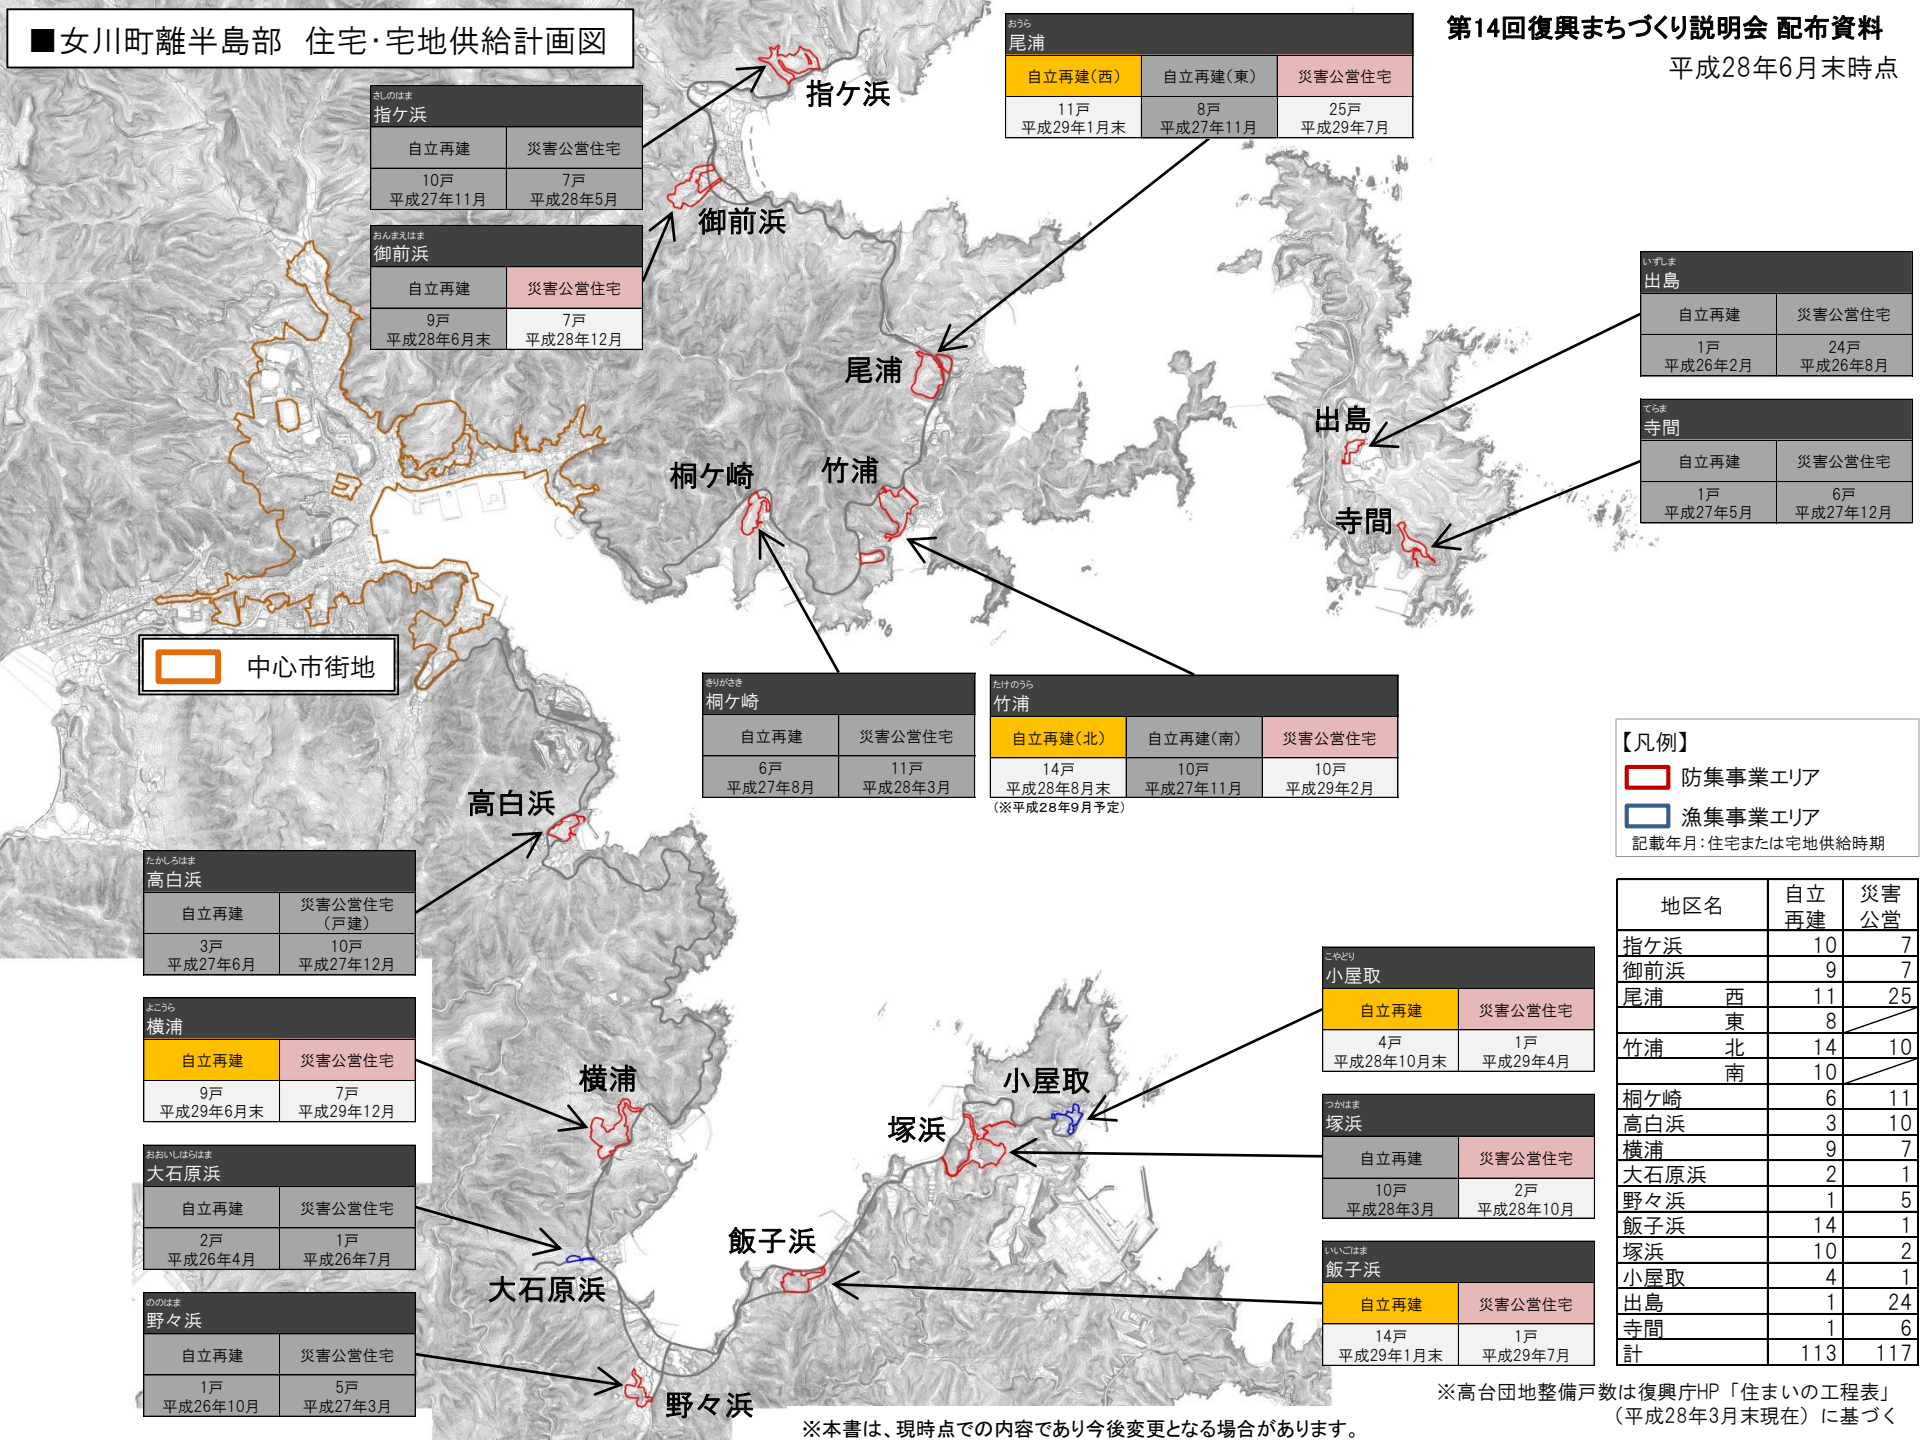 ■女川町離半島部 住宅・宅地供給計画図
第14回復興まちづくり説明会 配布資料
平成28年6月末時点
おうら
尾浦
自立再建(西) 自立再建(東) 災害公営住宅
11戸 8戸 25戸
平成29年1月末 平成27年11月 平成29年7月
指ケ浜
さしのはま
指ケ浜
自立再建 災害公営住宅
10戸 7戸
平成27年11月 平成28年5月
御前浜
おんまえはま
御前浜
自立再建 災害公営住宅
9戸 7戸
平成28年6月末 平成28年12月
いずしま
出島
自立再建 災害公営住宅
1戸 24戸
平成26年2月 平成26年8月
尾浦
出島
てらま
寺間
自立再建 災害公営住宅
1戸 6戸
平成27年5月 平成27年12月
桐ケ崎
竹浦
寺間
中心市街地
きりがさき
桐ケ崎
自立再建 災害公営住宅
6戸 11戸
平成27年8月 平成28年3月
たけのうら
竹浦
自立再建(北) 自立再建(南) 災害公営住宅
14戸 10戸 10戸
平成28年8月末 平成27年11月 平成29年2月
(※平成28年9月予定)
【凡例】
防集事業エリア
漁集事業エリア
記載年月:住宅または宅地供給時期
高白浜
たかしろはま
高白浜
自立再建 災害公営住宅
(戸建)
3戸 10戸
平成27年6月 平成27年12月
よこうら
横浦
自立再建 災害公営住宅
9戸 7戸
平成29年6月末 平成29年12月
横浦
おおいしはらはま
大石原浜
自立再建 災害公営住宅
2戸 1戸
平成26年4月 平成26年7月
大石原浜
ののはま
野々浜
自立再建 災害公営住宅
1戸 5戸
平成26年10月 平成27年3月
野々浜
こやどり
小屋取
自立再建 災害公営住宅
4戸 1戸
平成28年10月末 平成29年4月
小屋取
塚浜
つかはま
塚浜
自立再建 災害公営住宅
10戸 2戸
平成28年3月 平成28年10月
飯子浜
いいごはま
飯子浜
自立再建 災害公営住宅
14戸 1戸
平成29年1月末 平成29年7月
地区名 自立再建 災害公営
指ケ浜 10 7
御前浜 9 7
尾浦 西 11 25
東 8
竹浦 北 14 10
南 10
桐ケ崎 6 11
高白浜 3 10
横浦 9 7
大石原浜 2 1
野々浜 1 5
飯子浜 14 1
塚浜 10 2
小屋取 4 1
出島 1 24
寺間 1 6
計 113 117
※高台団地整備戸数は復興庁HP「住まいの工程表」
(平成28年3月末現在)に基づく
※本書は、現時点での内容であり今後変更となる場合があります。